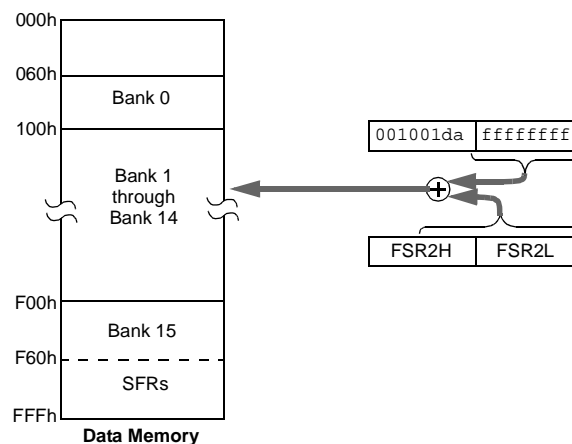 000h
060h
Bank 0
100h
001001da ffffffff
Bank 1
through
Bank 14
FSR2H FSR2L
F00h
Bank 15
F60h
SFRs
FFFh
Data Memory